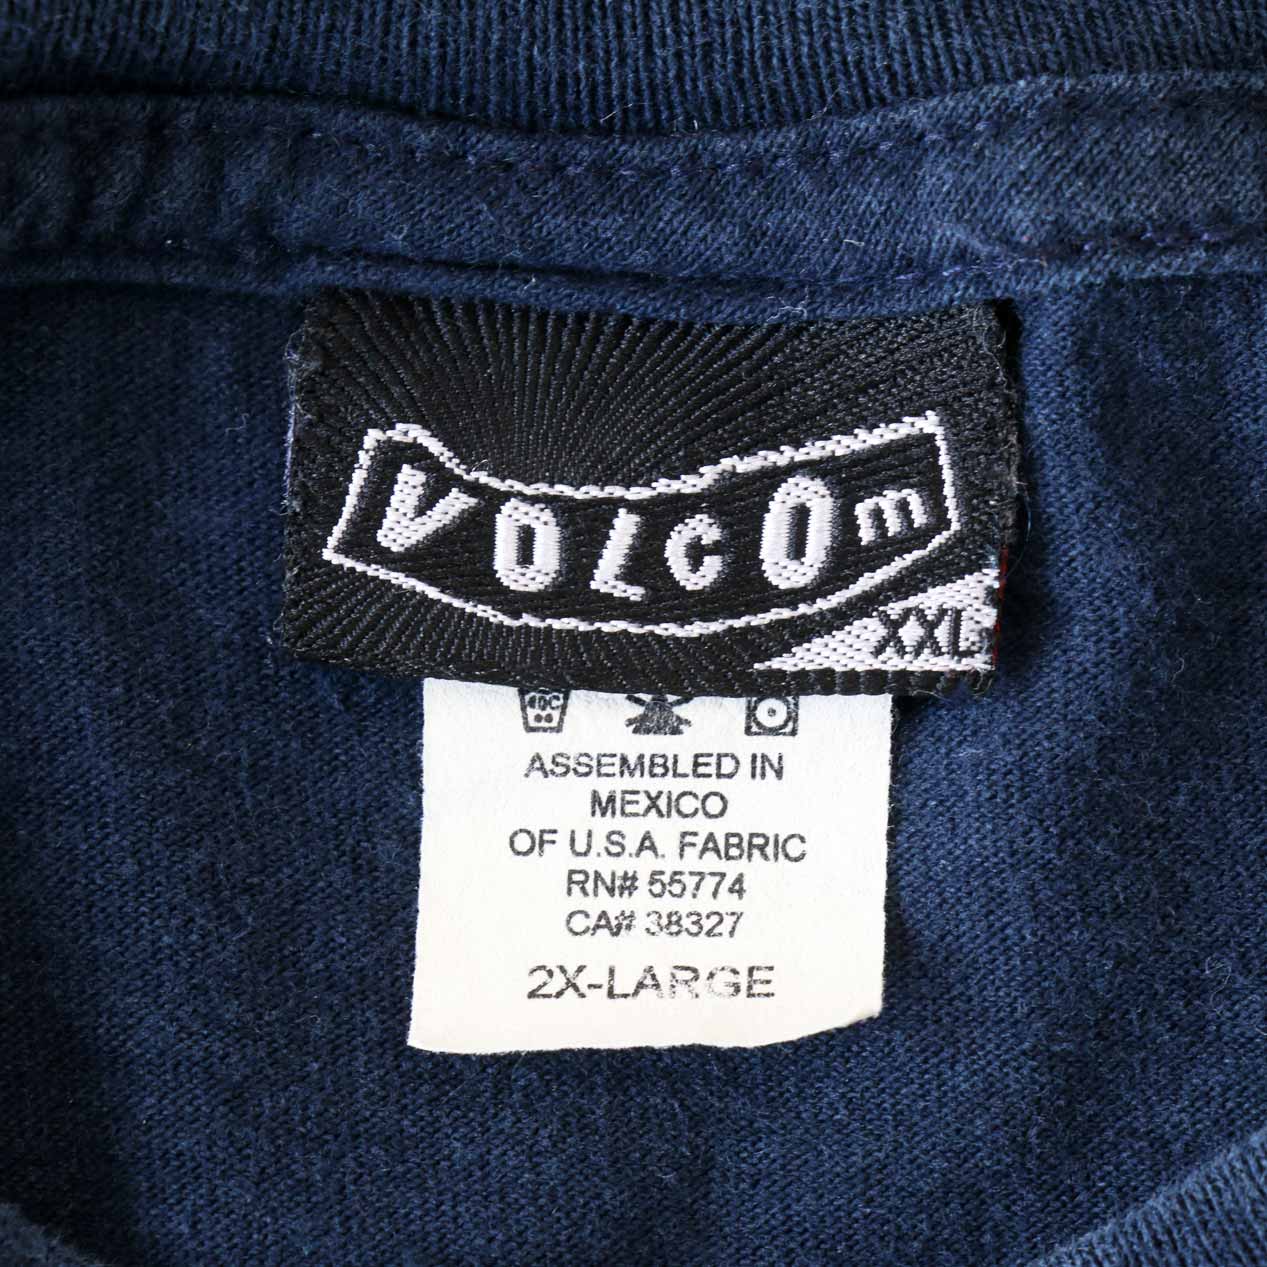 VOLCOm
XXL
40C
ASSEMBLED IN
MEXICO
OF U.S.A. FABRIC
RN# 55774
CA# 38327
2X-LARGE